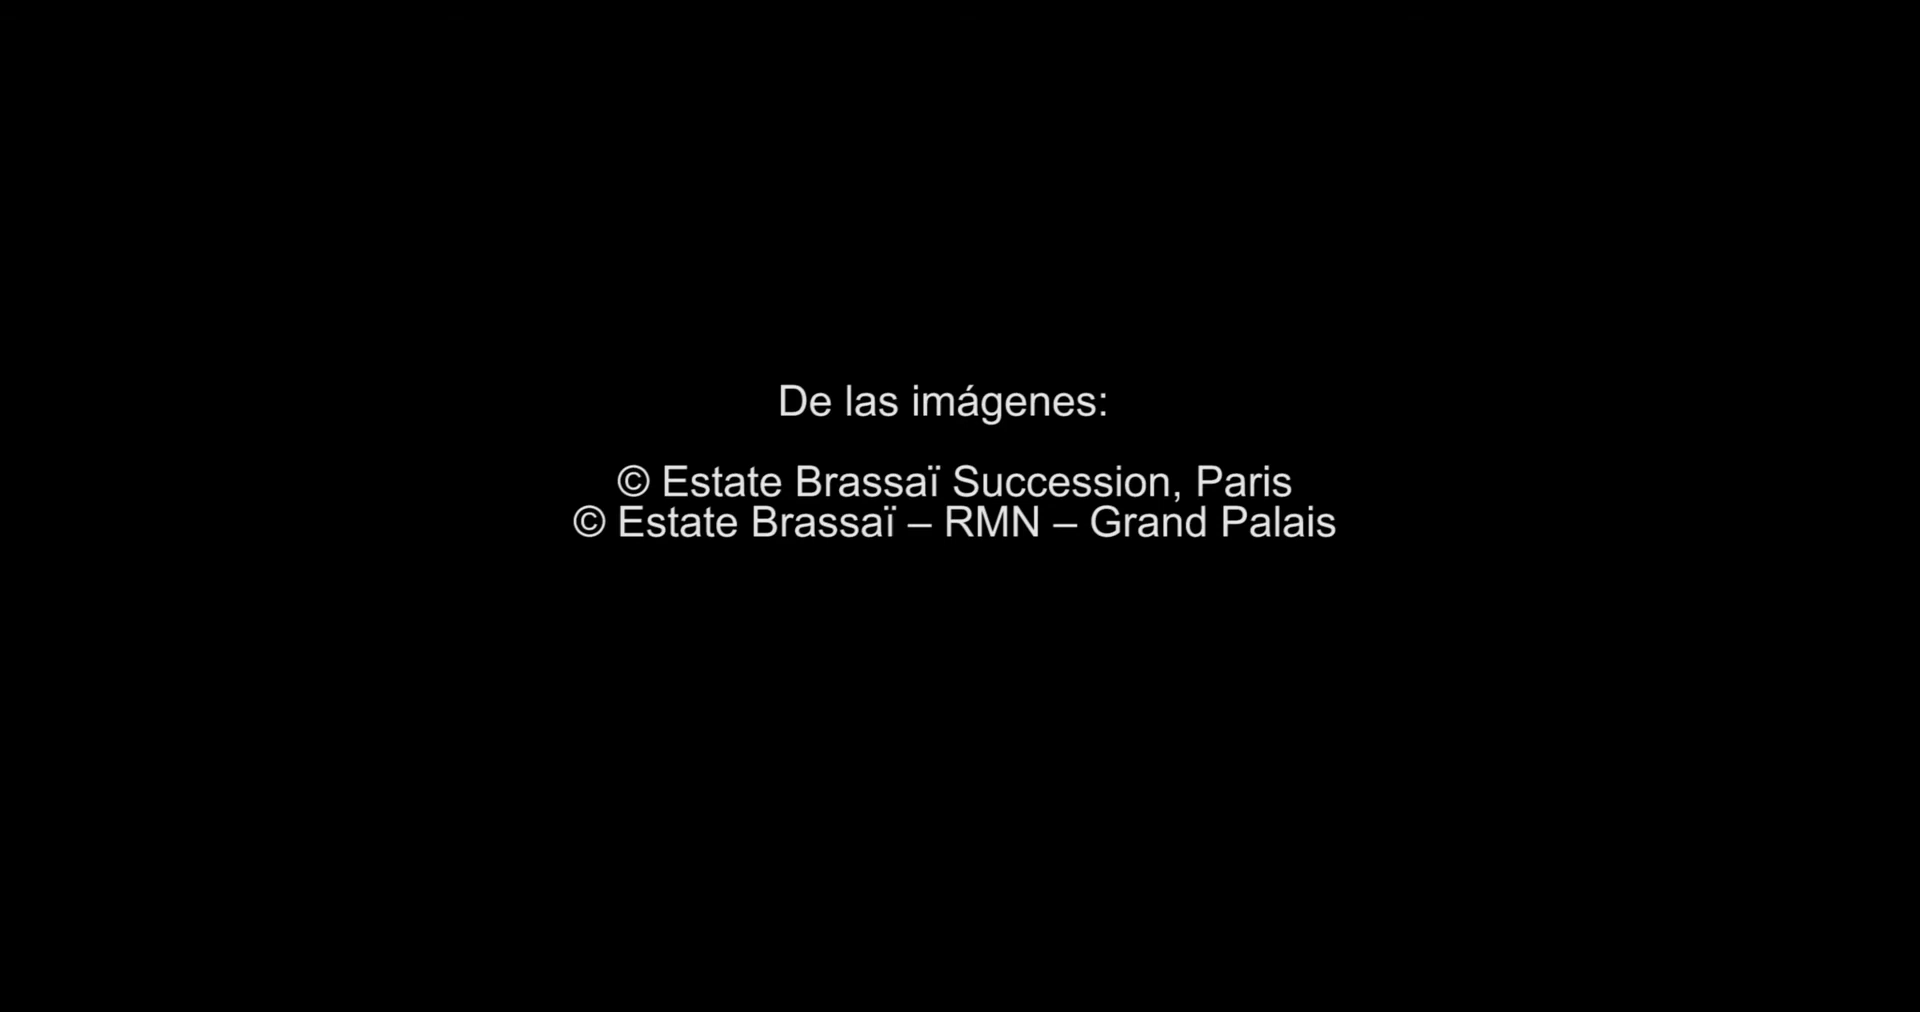 De las imágenes:
© Estate Brassaï Succession, Paris
© Estate Brassaï – RMN – Grand Palais